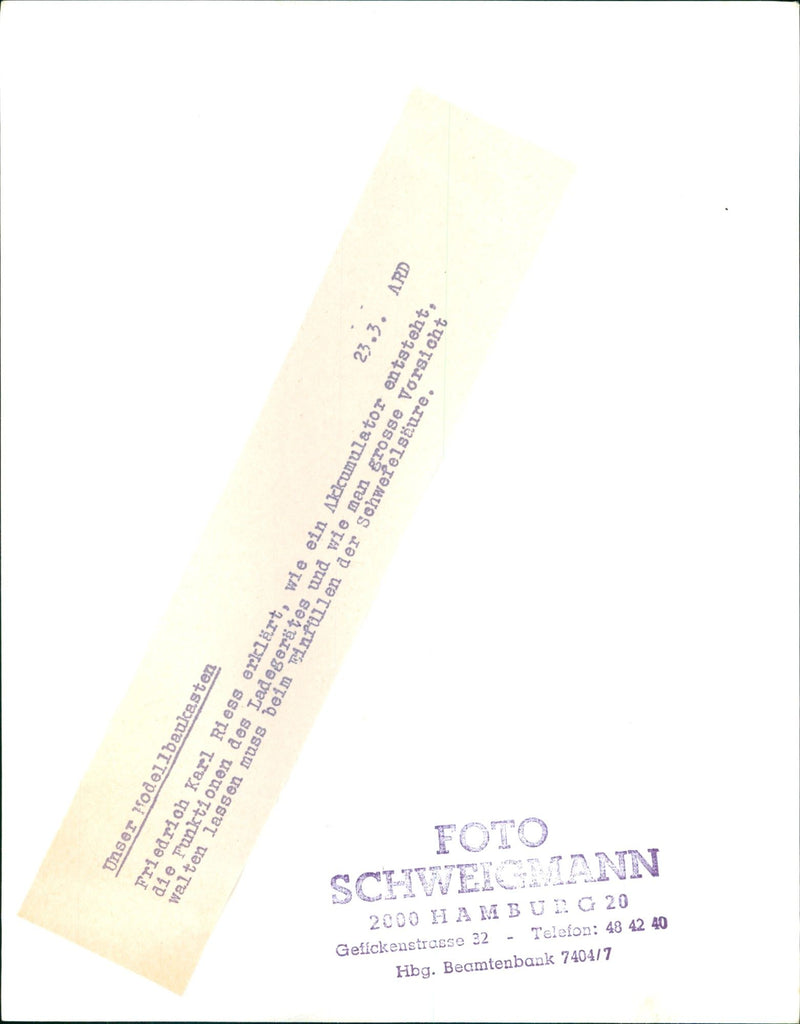 23.3. ARD
Unser Modellbaukasten
Friedrich Karl Riess erklärt, wie ein Akkumulator entsteht,
die Funktionen des Ladegerätes und wie man grosse Vorsicht
walten lassen muss beim Einfüllen der Schwefelsäure.
FOTO
SCHWEIGMANN
2000 HAMBURG 20
Gefickenstrasse 32 - Telefon: 48 42 40
Hbg. Beamtenbank 7404/7